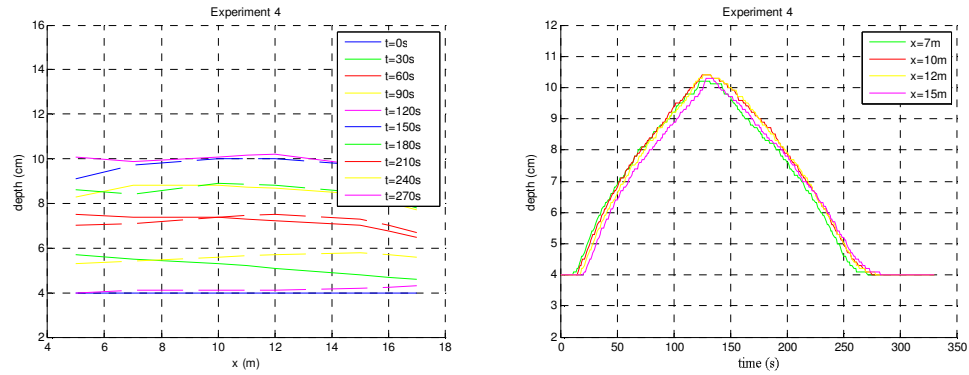 Experiment 4
16
14
12
10
8
6
4
2
4
6
8
10
12
14
16
18
x (m)
depth (cm)
t=0s
t=30s
t=60s
t=90s
t=120s
t=150s
t=180s
t=210s
t=240s
t=270s
Experiment 4
12
11
10
9
8
7
6
5
4
3
2
0
50
100
150
200
250
300
350
time (s)
depth (cm)
x=7m
x=10m
x=12m
x=15m